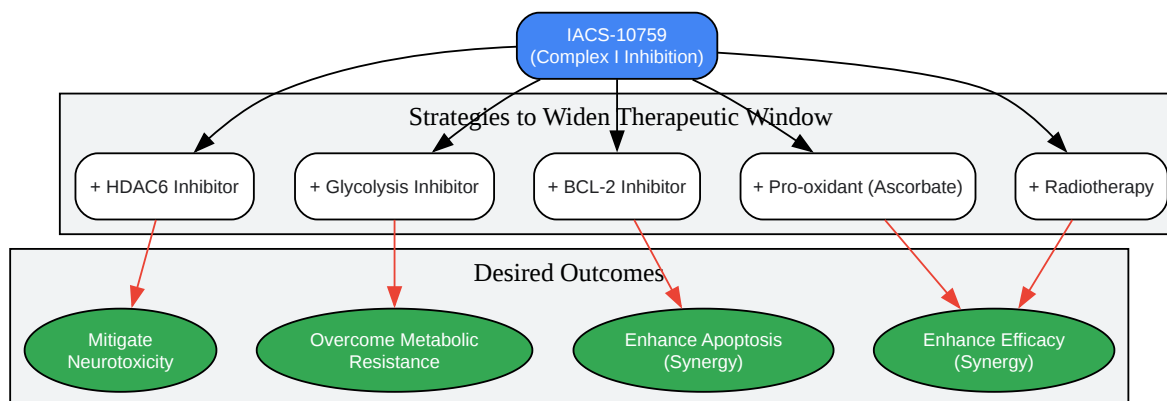 IACS-10759
(Complex I Inhibition)
Strategies to Widen Therapeutic Window
+ HDAC6 Inhibitor
+ Glycolysis Inhibitor
+ BCL-2 Inhibitor
+ Pro-oxidant (Ascorbate)
+ Radiotherapy
Desired Outcomes
Mitigate
Neurotoxicity
Overcome Metabolic
Resistance
Enhance Apoptosis
(Synergy)
Enhance Efficacy
(Synergy)